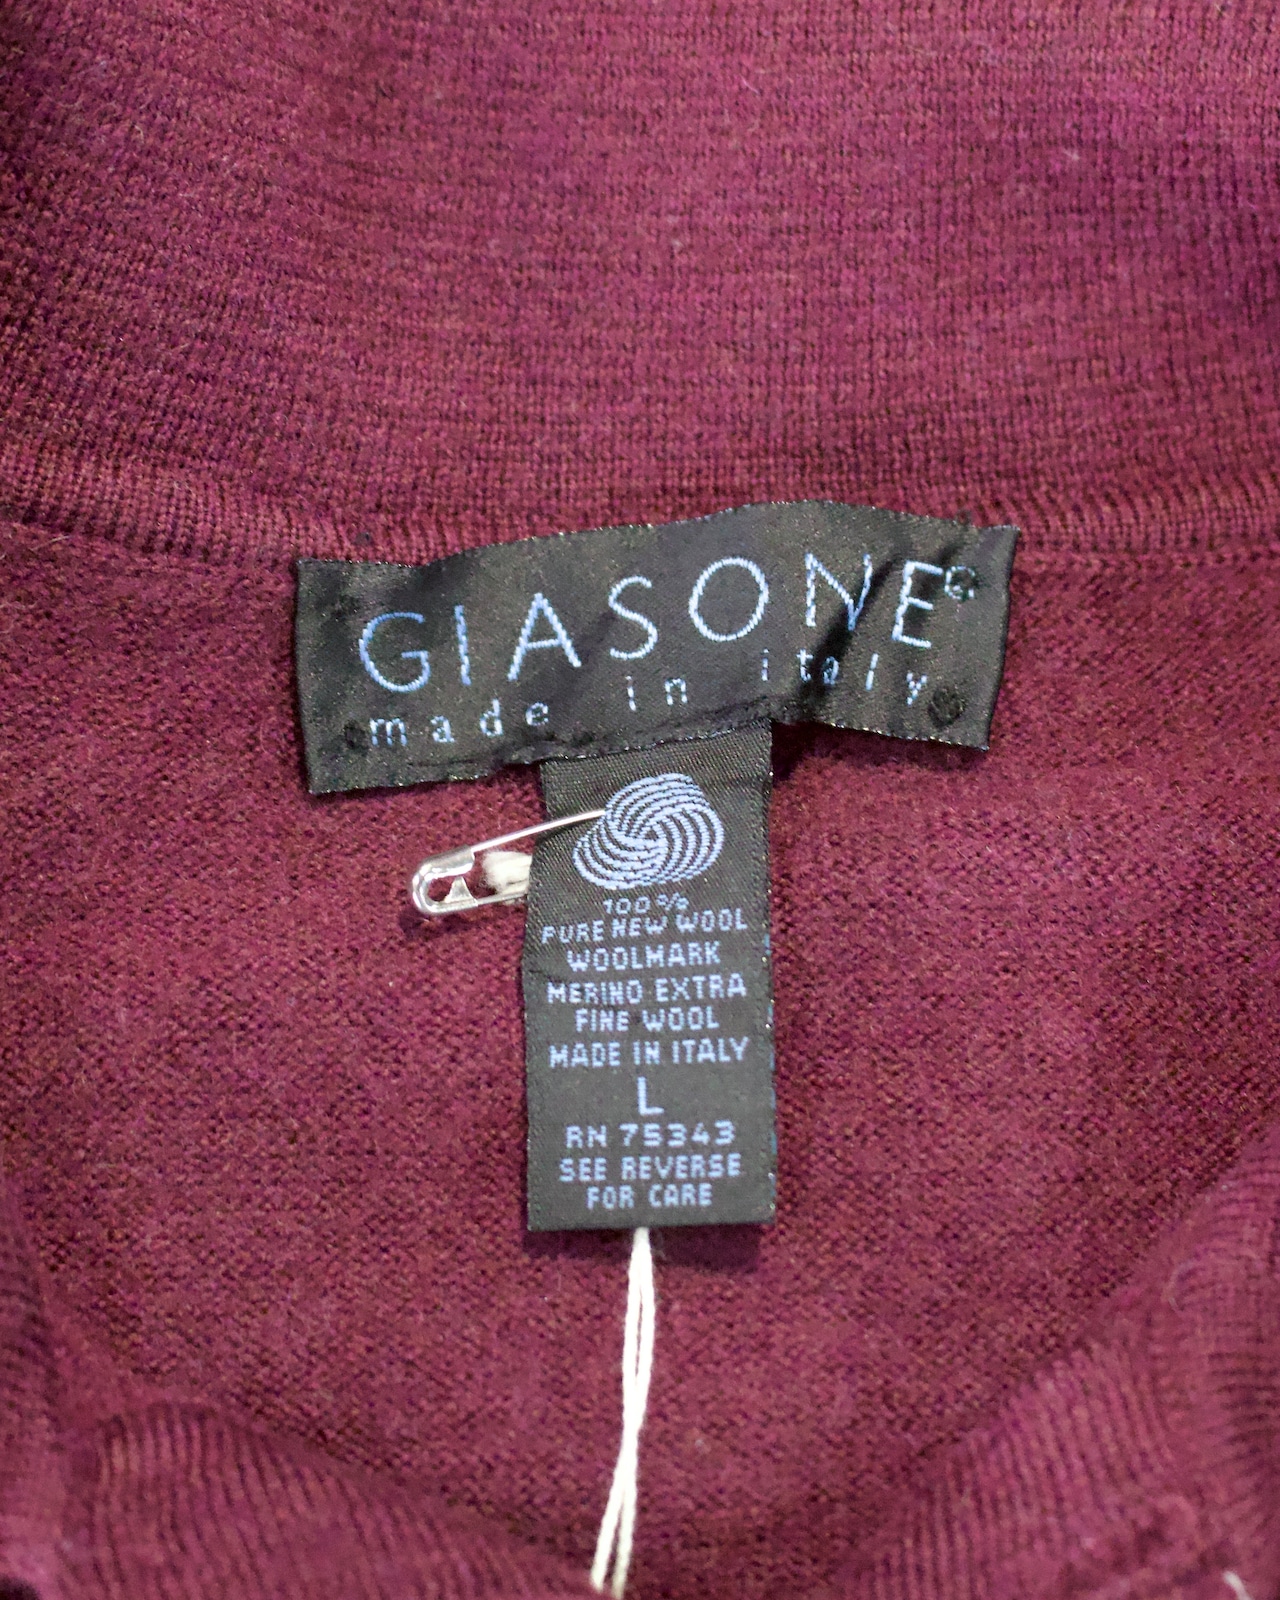 GIASONE
made in italy
100%
PURE NEW WOOL
WOOLMARK
MERINO EXTRA
FINE WOOL
MADE IN ITALY
L
RN 75343
SEE REVERSE
FOR CARE